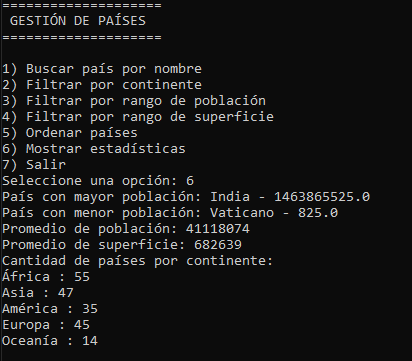 ====================
GESTIÓN DE PAÍSES
====================
1) Buscar país por nombre
2) Filtrar por continente
3) Filtrar por rango de población
4) Filtrar por rango de superficie
5) Ordenar países
6) Mostrar estadísticas
7) Salir
Seleccione una opción: 6
País con mayor población: India - 1463865525.0
País con menor población: Vaticano - 825.0
Promedio de población: 41118074
Promedio de superficie: 682639
Cantidad de países por continente:
África : 55
Asia : 47
América : 35
Europa : 45
Oceanía : 14